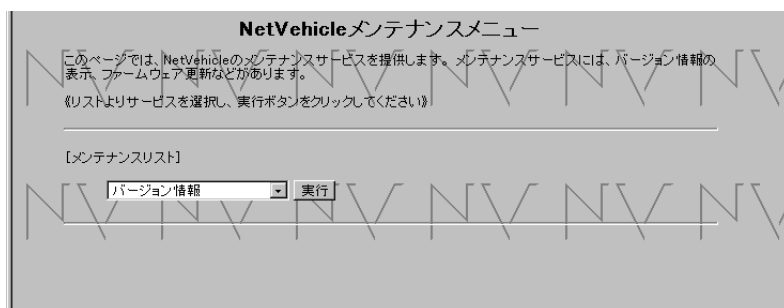 NetVehicleメンテナンスメニュー
このページでは、NetVehicleのメンテナンスサービスを提供します。メンテナンスサービスには、バージョン情報の
表示、ファームウェア更新などがあります。
《リストよりサービスを選択し、実行ボタンをクリックしてください》
[メンテナンスリスト]
バージョン情報 実行